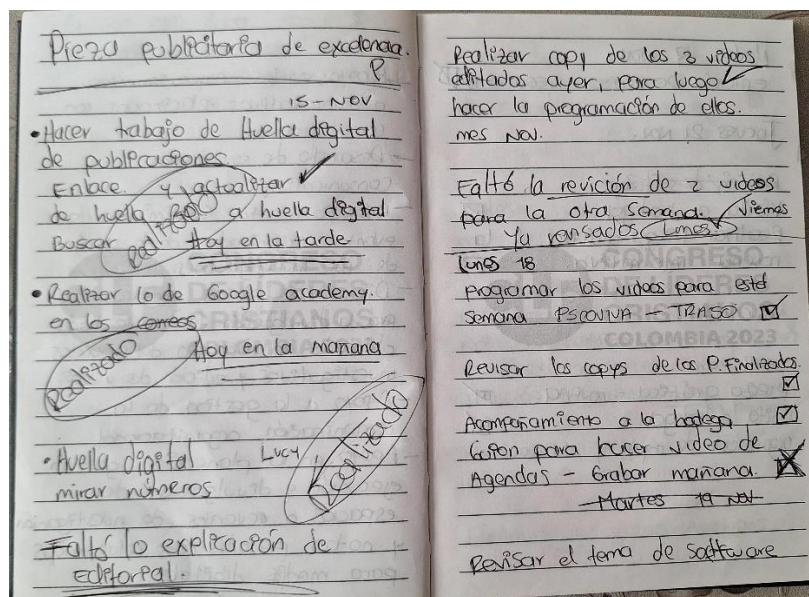 Pieza publicitaria de excelencia.
P
15-NOV
• Hacer trabajo de Huella digital
de publicaciones
Enlace y actualizar ✓
de huella a huella digital
Realizado
Buscar Hoy en la tarde
• Realizar lo de Google academy.
en los correos
Hoy en la mañana
Realizado
• Huella digital Lucy,
mirar números
Realizado
Faltó lo explicación de
editorial.
Realizar copy de los 3 videos
editados ayer, para luego ✓
hacer la programación de ellos.
mes Nov.
Faltó la revición de 2 videos
para la otra semana. Viernes
Ya revisados Lunes ✓
Lunes 18
Programar los videos para esta
semana PSCOVIVA - TRASO ☑
Revisar los copys de los P. Finalizados.
☑
Acompañamiento a la bodega ☑
Guion para hacer video de
Agendas - Grabar mañana.
Martes 19 Nov
Revisar el tema de software
CONGRESO
DE LÍDERES
CRISTIANOS
COLOMBIA 2023